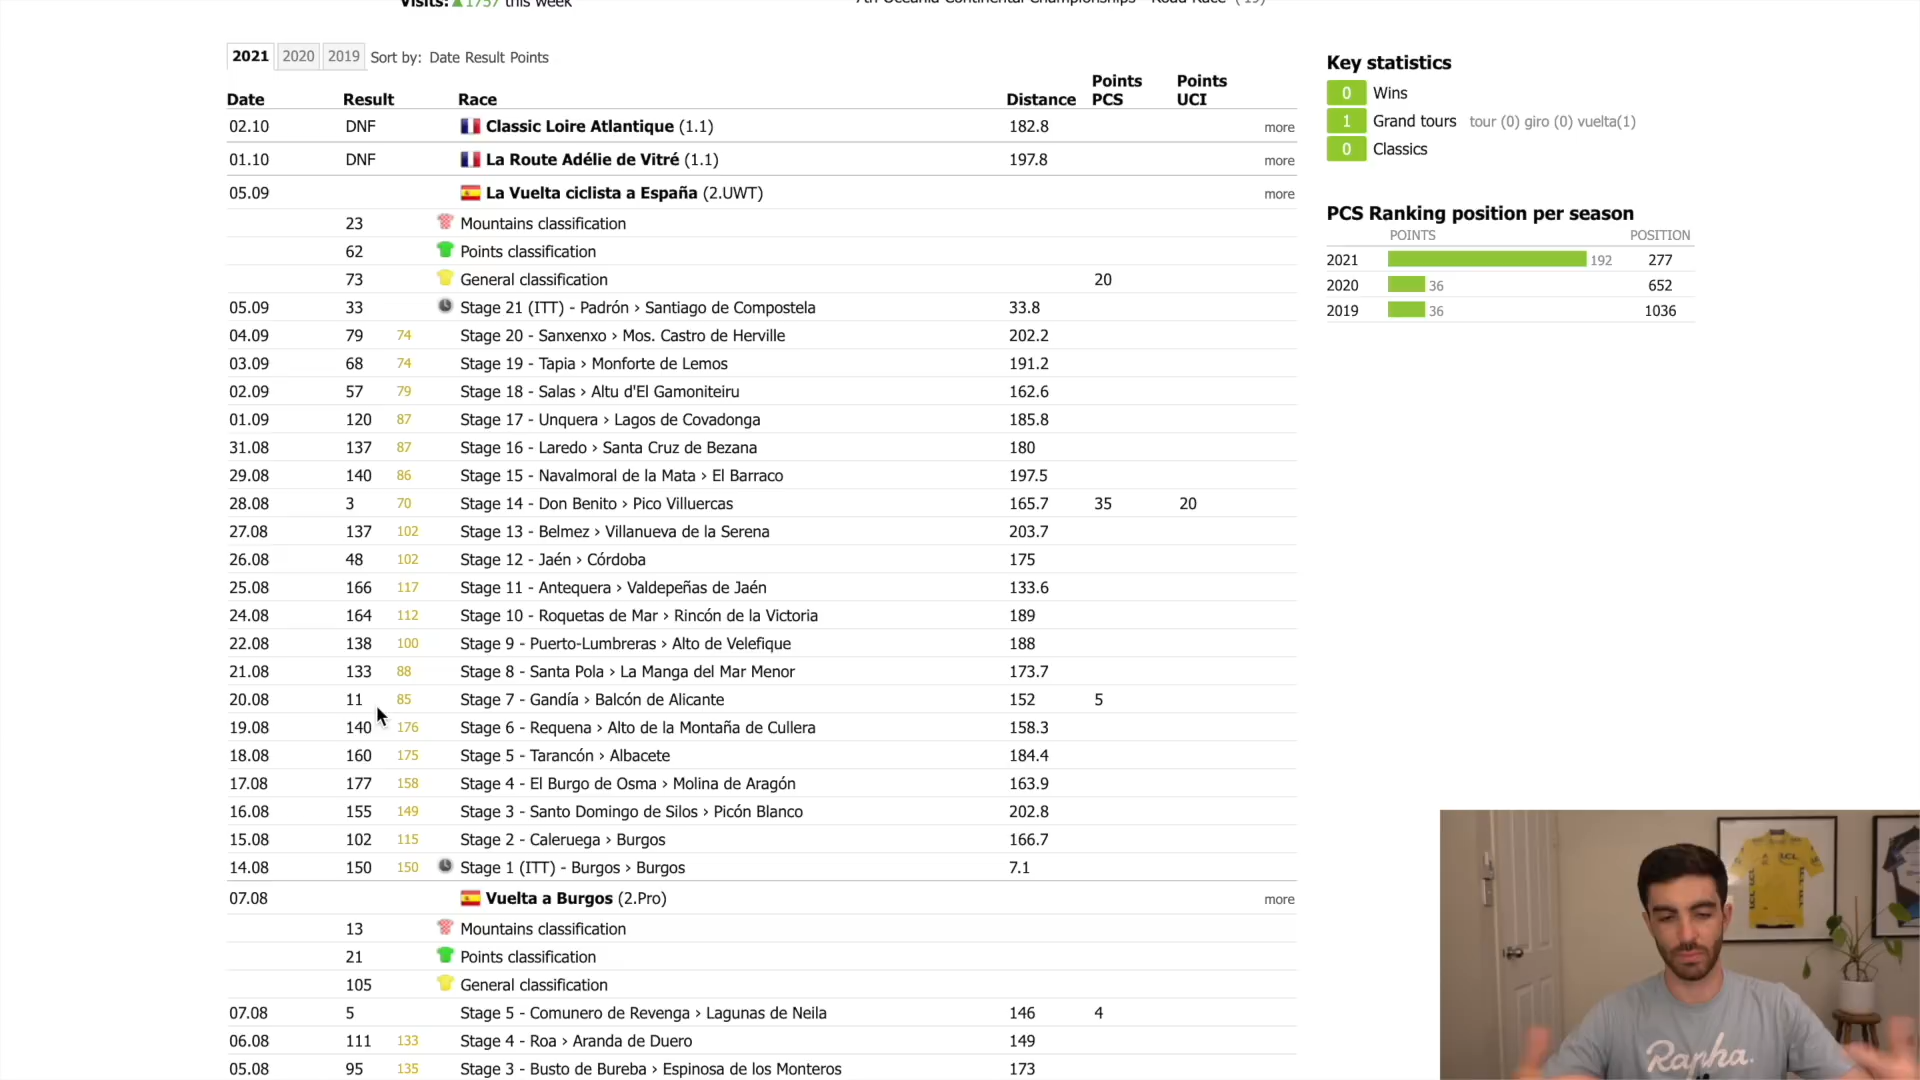 Visits: ▲1757 this week
2021 2020 2019 Sort by: Date Result Points
Date Result Race Distance Points PCS Points UCI
02.10 DNF Classic Loire Atlantique (1.1) 182.8 more
01.10 DNF La Route Adélie de Vitré (1.1) 197.8 more
05.09 La Vuelta ciclista a España (2.UWT) more
23 Mountains classification
62 Points classification
73 General classification 20
05.09 33 Stage 21 (ITT) - Padrón › Santiago de Compostela 33.8
04.09 79 74 Stage 20 - Sanxenxo › Mos. Castro de Herville 202.2
03.09 68 74 Stage 19 - Tapia › Monforte de Lemos 191.2
02.09 57 79 Stage 18 - Salas › Altu d'El Gamoniteiru 162.6
01.09 120 87 Stage 17 - Unquera › Lagos de Covadonga 185.8
31.08 137 87 Stage 16 - Laredo › Santa Cruz de Bezana 180
29.08 140 86 Stage 15 - Navalmoral de la Mata › El Barraco 197.5
28.08 3 70 Stage 14 - Don Benito › Pico Villuercas 165.7 35 20
27.08 137 102 Stage 13 - Belmez › Villanueva de la Serena 203.7
26.08 48 102 Stage 12 - Jaén › Córdoba 175
25.08 166 117 Stage 11 - Antequera › Valdepeñas de Jaén 133.6
24.08 164 112 Stage 10 - Roquetas de Mar › Rincón de la Victoria 189
22.08 138 100 Stage 9 - Puerto-Lumbreras › Alto de Velefique 188
21.08 133 88 Stage 8 - Santa Pola › La Manga del Mar Menor 173.7
20.08 11 85 Stage 7 - Gandía › Balcón de Alicante 152 5
19.08 140 176 Stage 6 - Requena › Alto de la Montaña de Cullera 158.3
18.08 160 175 Stage 5 - Tarancón › Albacete 184.4
17.08 177 158 Stage 4 - El Burgo de Osma › Molina de Aragón 163.9
16.08 155 149 Stage 3 - Santo Domingo de Silos › Picón Blanco 202.8
15.08 102 115 Stage 2 - Caleruega › Burgos 166.7
14.08 150 150 Stage 1 (ITT) - Burgos › Burgos 7.1
07.08 Vuelta a Burgos (2.Pro) more
13 Mountains classification
21 Points classification
105 General classification
07.08 5 Stage 5 - Comunero de Revenga › Lagunas de Neila 146 4
06.08 111 133 Stage 4 - Roa › Aranda de Duero 149
05.08 95 135 Stage 3 - Busto de Bureba › Espinosa de los Monteros 173
Key statistics
0 Wins
1 Grand tours tour (0) giro (0) vuelta(1)
0 Classics
PCS Ranking position per season
POINTS POSITION
2021 192 277
2020 36 652
2019 36 1036
LCL
LCL
LCL
Rapha.